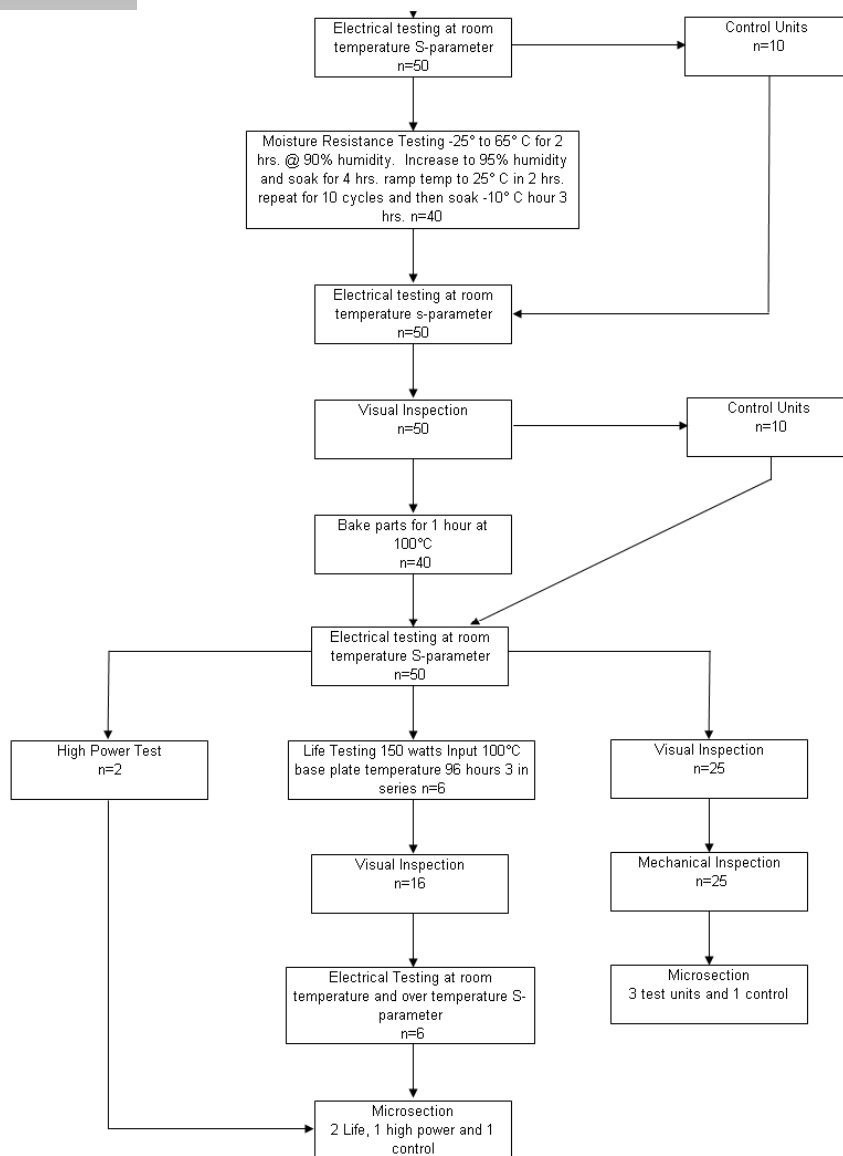 Electrical testing at room
temperature S-parameter
n=50
Control Units
n=10
Moisture Resistance Testing -25° to 65° C for 2
hrs. @ 90% humidity. Increase to 95% humidity
and soak for 4 hrs. ramp temp to 25° C in 2 hrs.
repeat for 10 cycles and then soak -10° C hour 3
hrs. n=40
Electrical testing at room
temperature s-parameter
n=50
Visual Inspection
n=50
Control Units
n=10
Bake parts for 1 hour at
100°C
n=40
Electrical testing at room
temperature S-parameter
n=50
High Power Test
n=2
Life Testing 150 watts Input 100°C
base plate temperature 96 hours 3 in
series n=6
Visual Inspection
n=25
Visual Inspection
n=16
Mechanical Inspection
n=25
Electrical Testing at room
temperature and over temperature S-
parameter
n=6
Microsection
3 test units and 1 control
Microsection
2 Life, 1 high power and 1
control